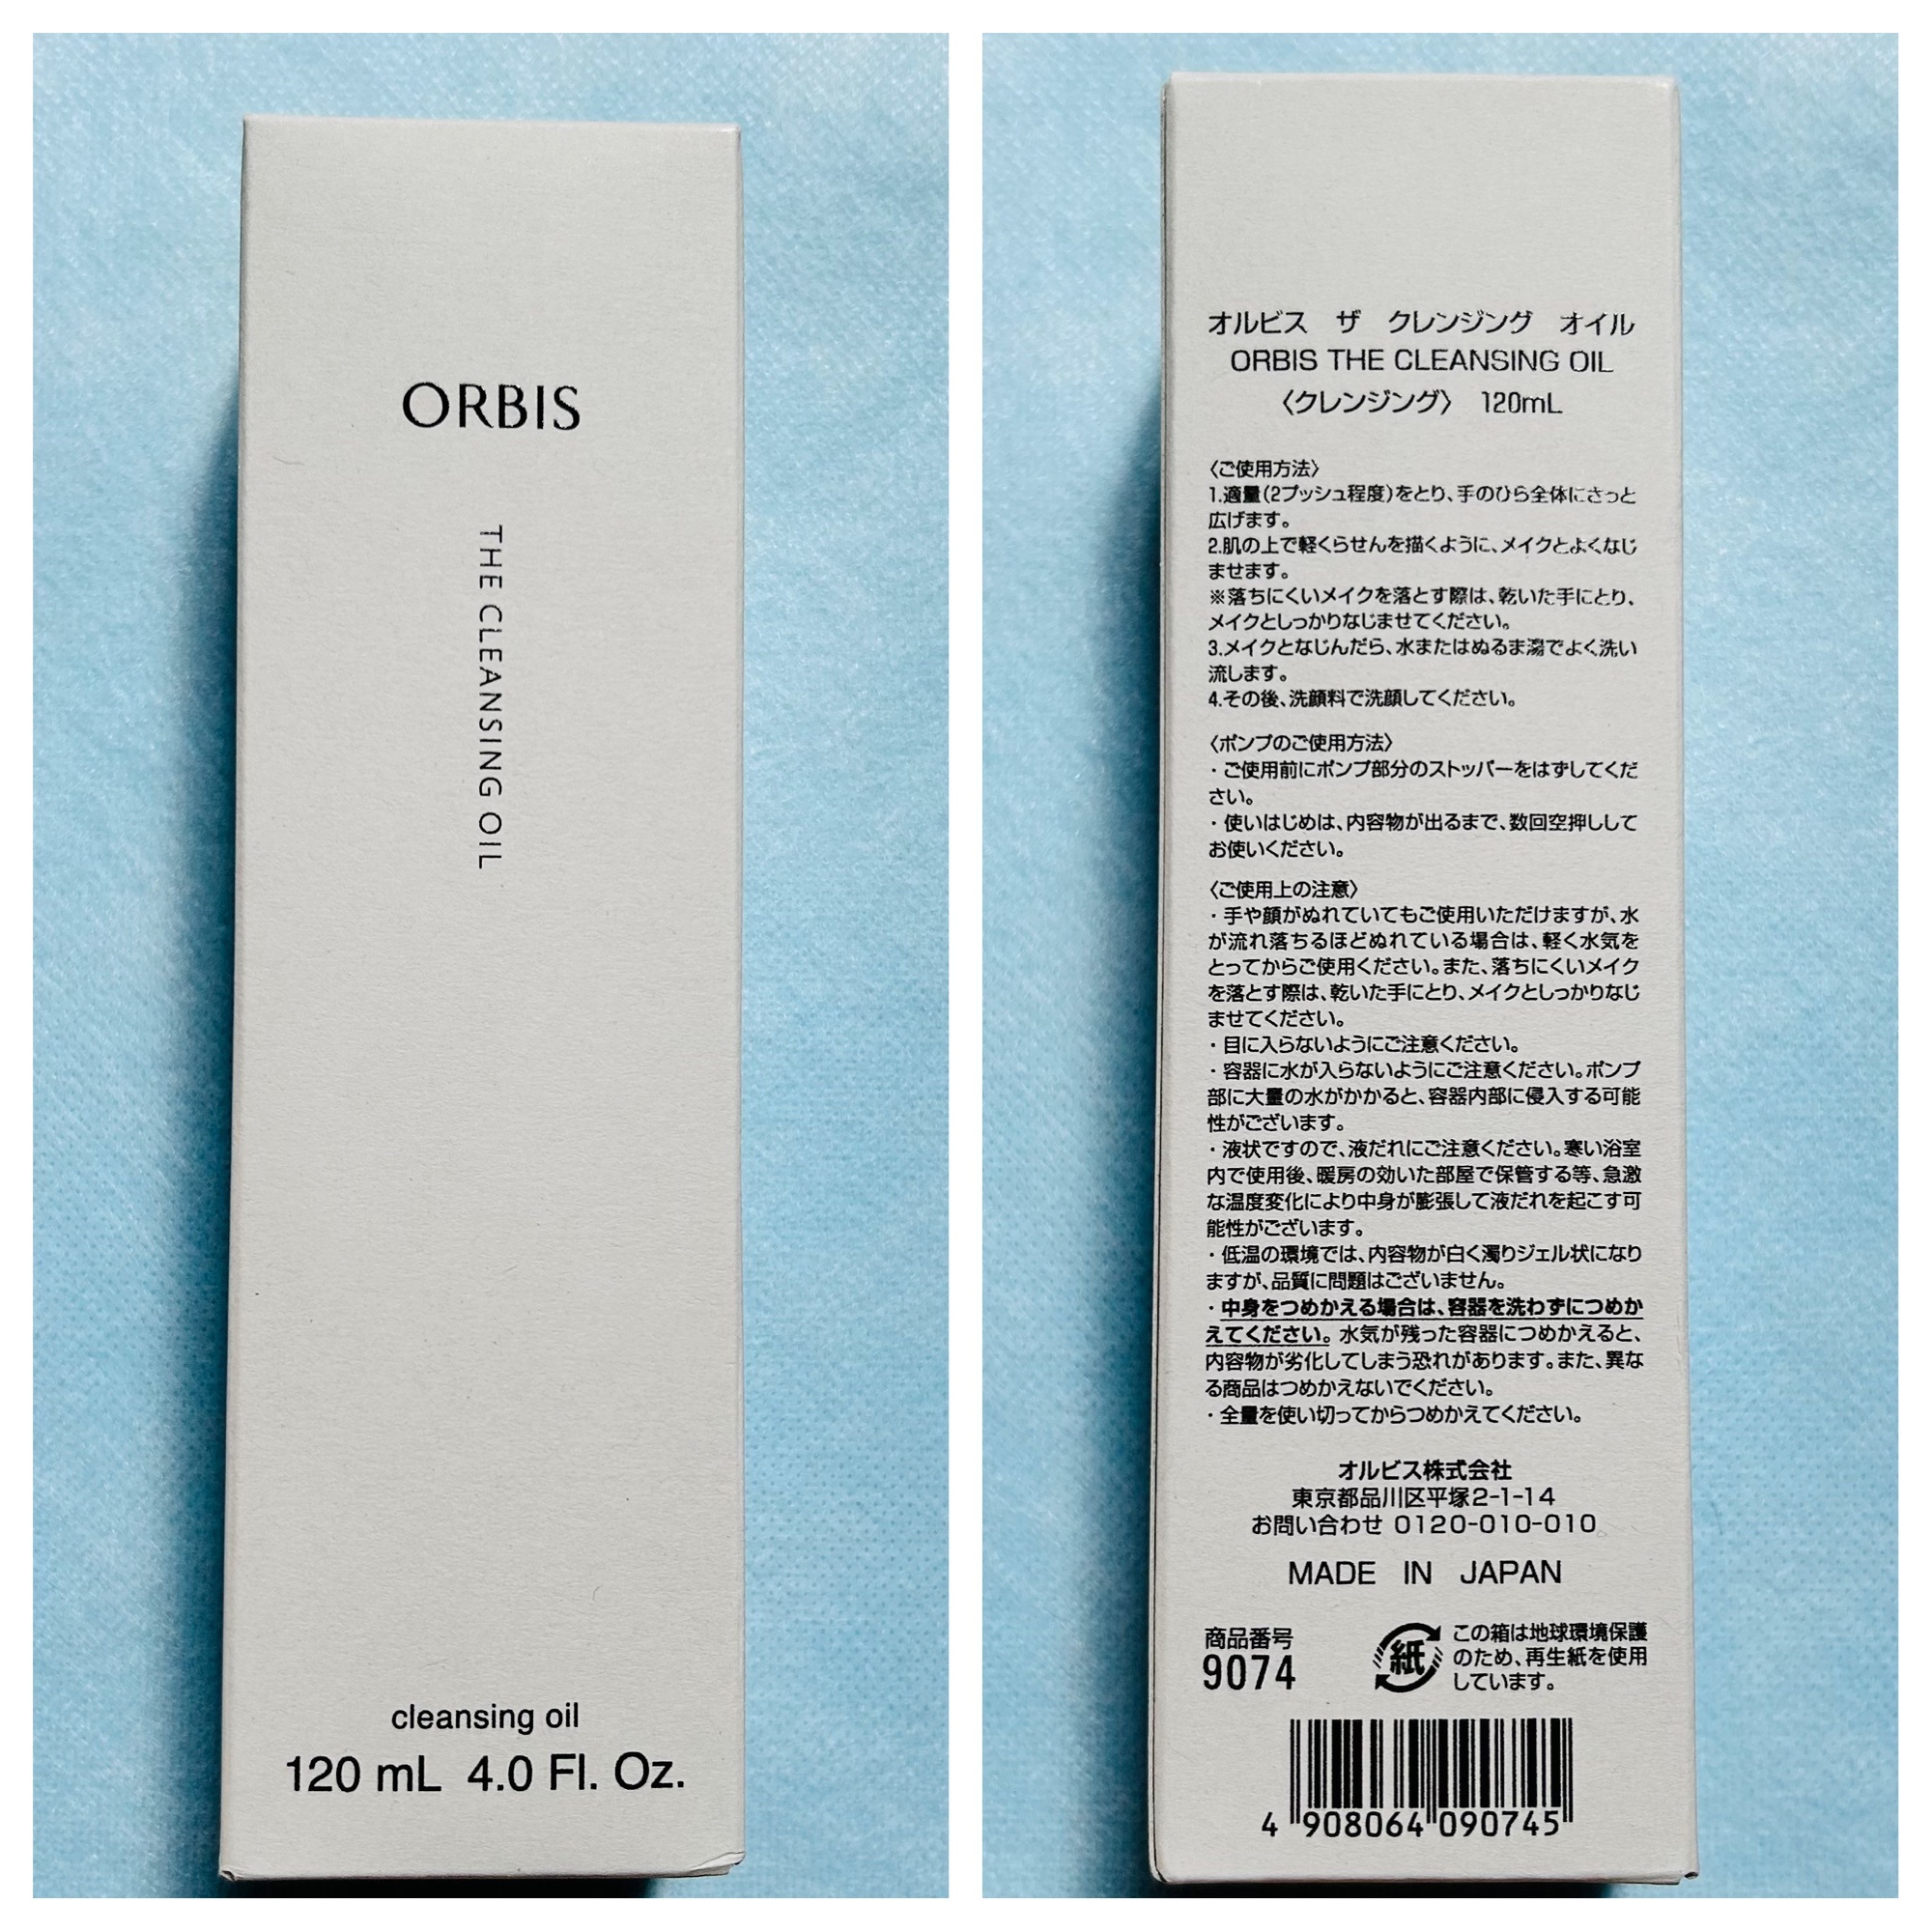 ORBIS
THE CLEANSING OIL
cleansing oil
120 mL 4.0 Fl. Oz.
オルビス ザ クレンジング オイル
ORBIS THE CLEANSING OIL
〈クレンジング〉 120mL
〈ご使用方法〉
1.適量(2プッシュ程度)をとり、手のひら全体にさっと
広げます。
2.肌の上で軽くらせんを描くように、メイクとよくなじ
ませます。
※落ちにくいメイクを落とす際は、乾いた手にとり、
メイクとしっかりなじませてください。
3.メイクとなじんだら、水またはぬるま湯でよく洗い
流します。
4.その後、洗顔料で洗顔してください。
〈ポンプのご使用方法〉
・ご使用前にポンプ部分のストッパーをはずしてくだ
さい。
・使いはじめは、内容物が出るまで、数回空押しして
お使いください。
〈ご使用上の注意〉
・手や顔がぬれていてもご使用いただけますが、水
が流れ落ちるほどぬれている場合は、軽く水気を
とってからご使用ください。また、落ちにくいメイク
を落とす際は、乾いた手にとり、メイクとしっかりなじ
ませてください。
・目に入らないようにご注意ください。
・容器に水が入らないようにご注意ください。ポンプ
部に大量の水がかかると、容器内部に侵入する可能
性がございます。
・液状ですので、液だれにご注意ください。寒い浴室
内で使用後、暖房の効いた部屋で保管する等、急激
な温度変化により中身が膨張して液だれを起こす可
能性がございます。
・低温の環境では、内容物が白く濁りジェル状になり
ますが、品質に問題はございません。
・中身をつめかえる場合は、容器を洗わずにつめか
えてください。水気が残った容器につめかえると、
内容物が劣化してしまう恐れがあります。また、異な
る商品はつめかえないでください。
・全量を使い切ってからつめかえてください。
オルビス株式会社
東京都品川区平塚2-1-14
お問い合わせ 0120-010-010
MADE IN JAPAN
商品番号
9074
紙
この箱は地球環境保護
のため、再生紙を使用
しています。
4 908064 090745